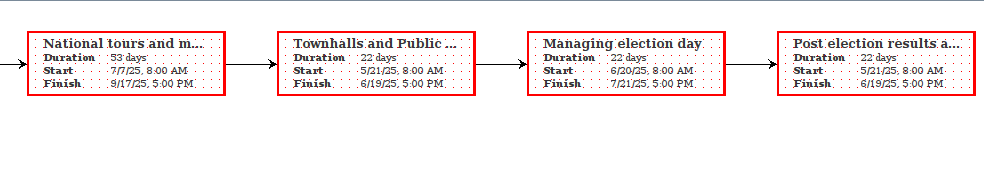 National tours and m...
Duration 53 days
Start 7/7/25, 8:00 AM
Finish 9/17/25, 5:00 PM
Townhalls and Public ...
Duration 22 days
Start 5/21/25, 8:00 AM
Finish 6/19/25, 5:00 PM
Managing election day
Duration 22 days
Start 6/20/25, 8:00 AM
Finish 7/21/25, 5:00 PM
Post election results a...
Duration 22 days
Start 5/21/25, 8:00 AM
Finish 6/19/25, 5:00 PM